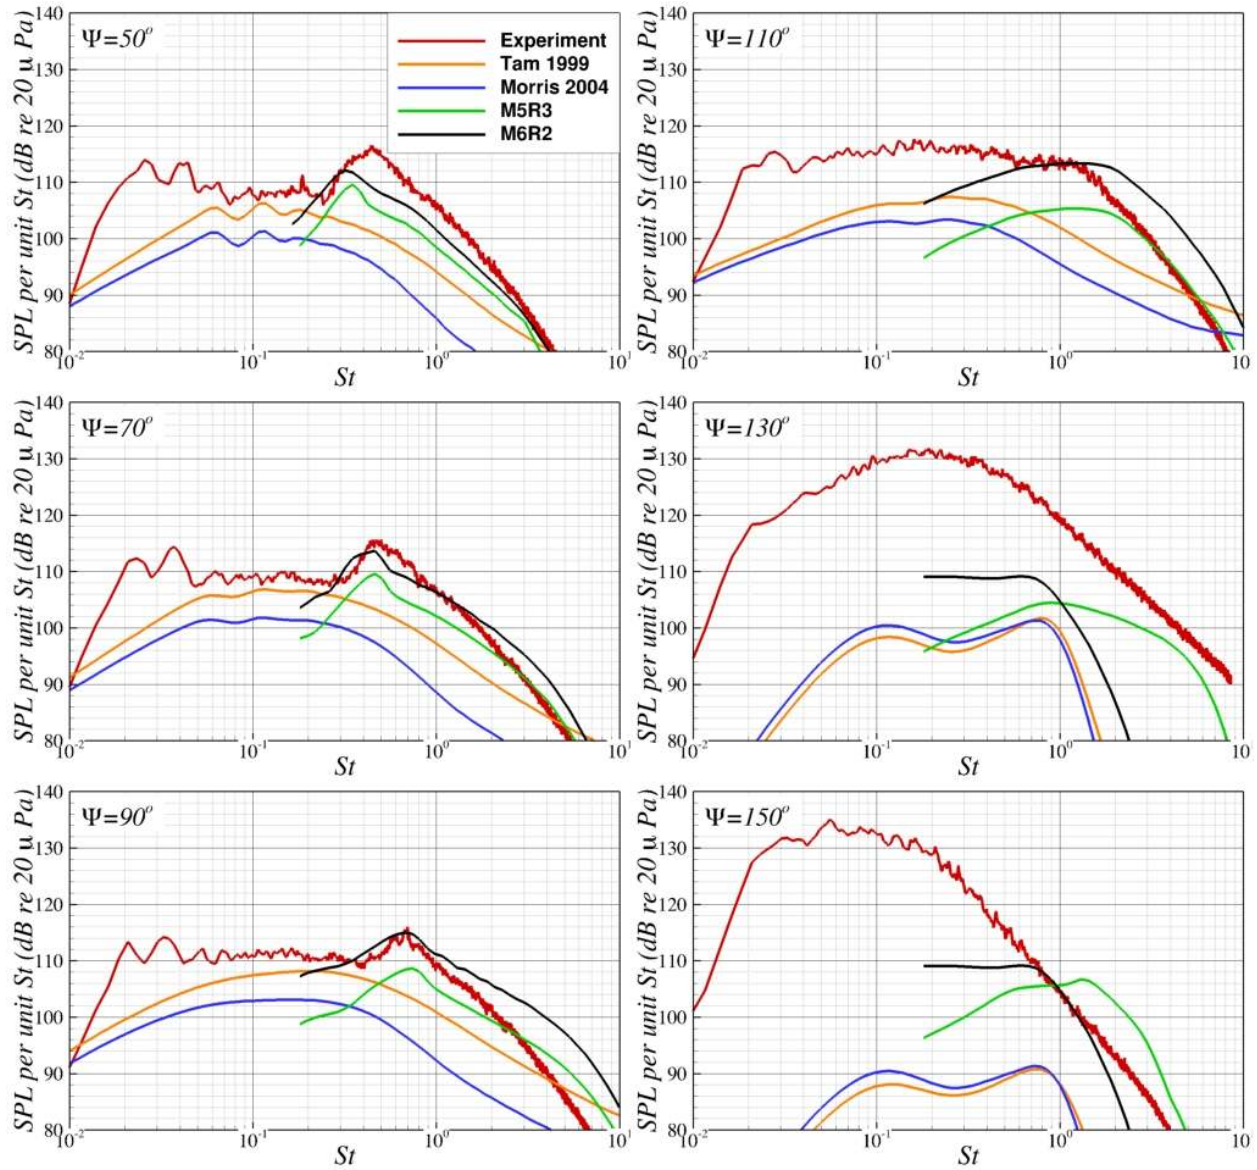 Ψ=50°
Experiment
Tam 1999
Morris 2004
M5R3
M6R2
SPL per unit St (dB re 20 μ Pa)
140
130
120
110
100
90
80
10⁻² 10⁻¹ 10⁰ 10¹
St
Ψ=110°
SPL per unit St (dB re 20 μ Pa)
140
130
120
110
100
90
80
10⁻² 10⁻¹ 10⁰ 10
St
Ψ=70°
SPL per unit St (dB re 20 μ Pa)
140
130
120
110
100
90
80
10⁻² 10⁻¹ 10⁰ 10¹
St
Ψ=130°
SPL per unit St (dB re 20 μ Pa)
140
130
120
110
100
90
80
10⁻² 10⁻¹ 10⁰ 10
St
Ψ=90°
SPL per unit St (dB re 20 μ Pa)
140
130
120
110
100
90
80
10⁻² 10⁻¹ 10⁰ 10¹
St
Ψ=150°
SPL per unit St (dB re 20 μ Pa)
140
130
120
110
100
90
80
10⁻² 10⁻¹ 10⁰ 10
St